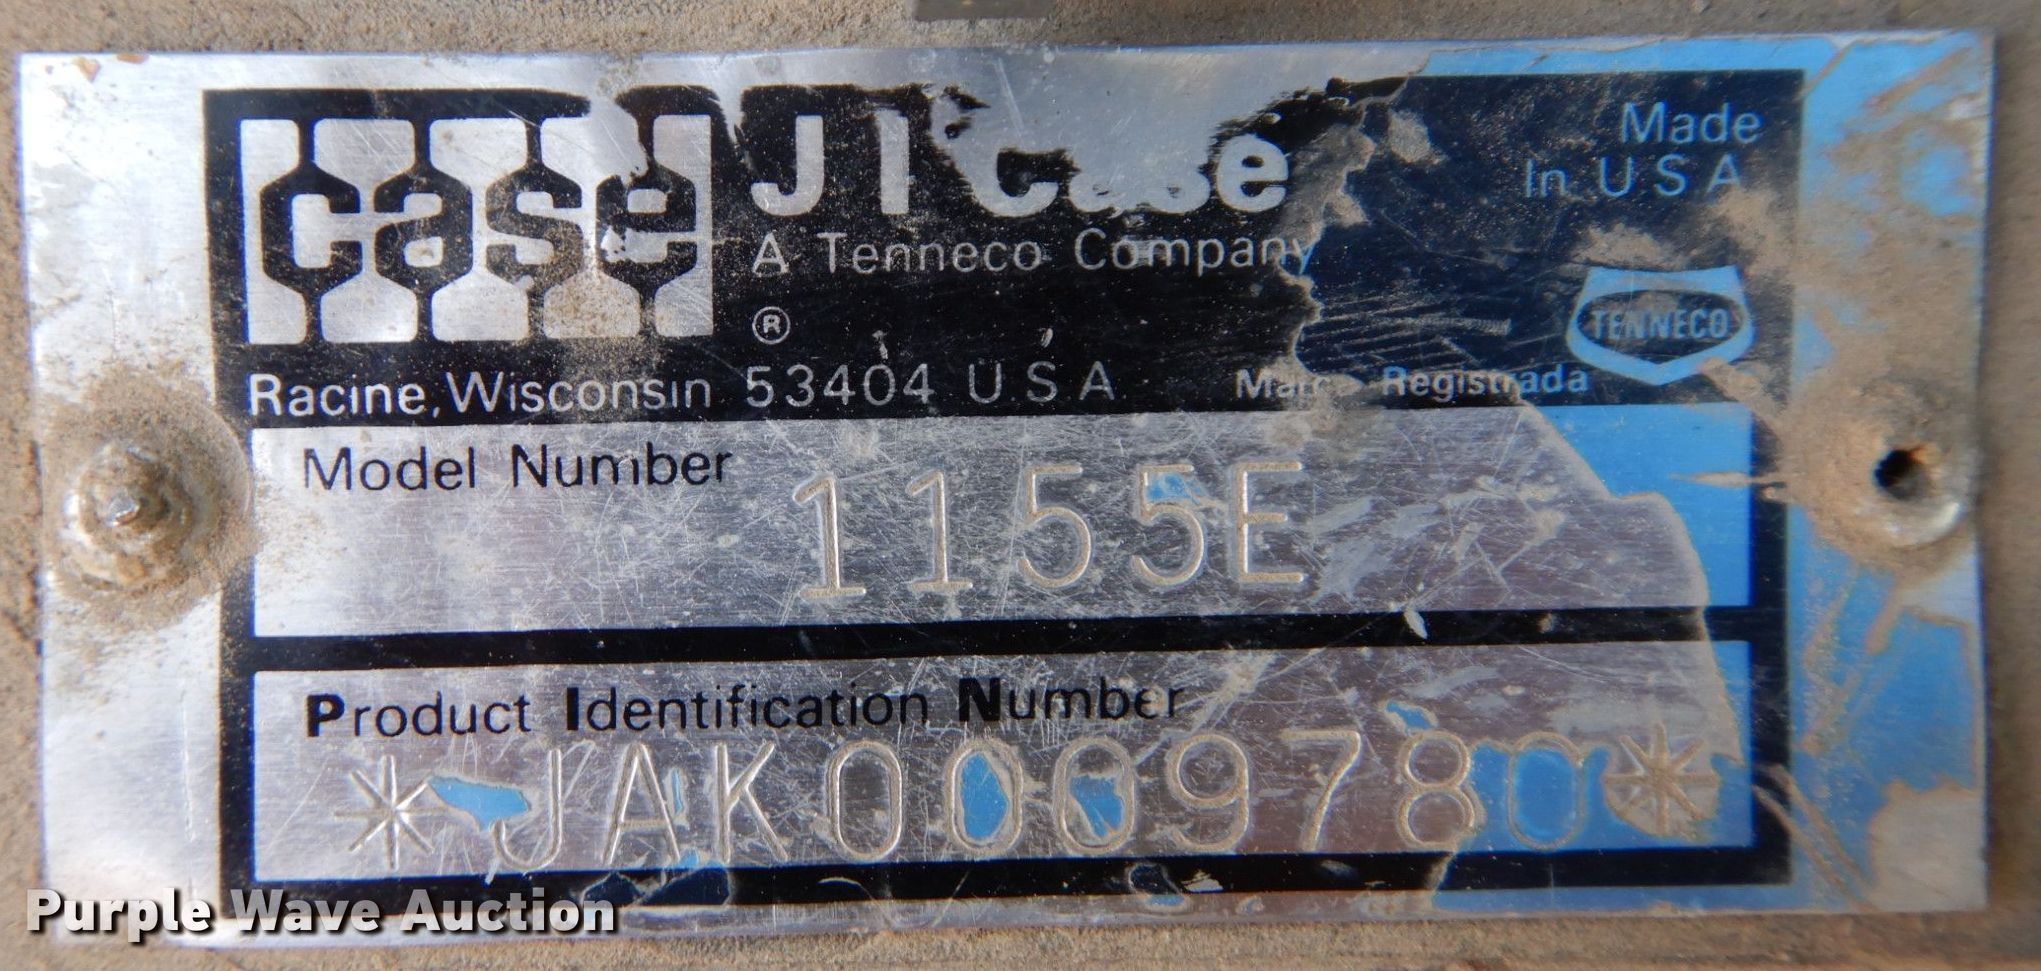 case
J I Case
A Tenneco Company
®
Made
In U S A
TENNECO
Racine, Wisconsin 53404 U.S.A.
Marca Registrada
Model Number
1155E
Product Identification Number
*JAK0009780*
Purple Wave Auction